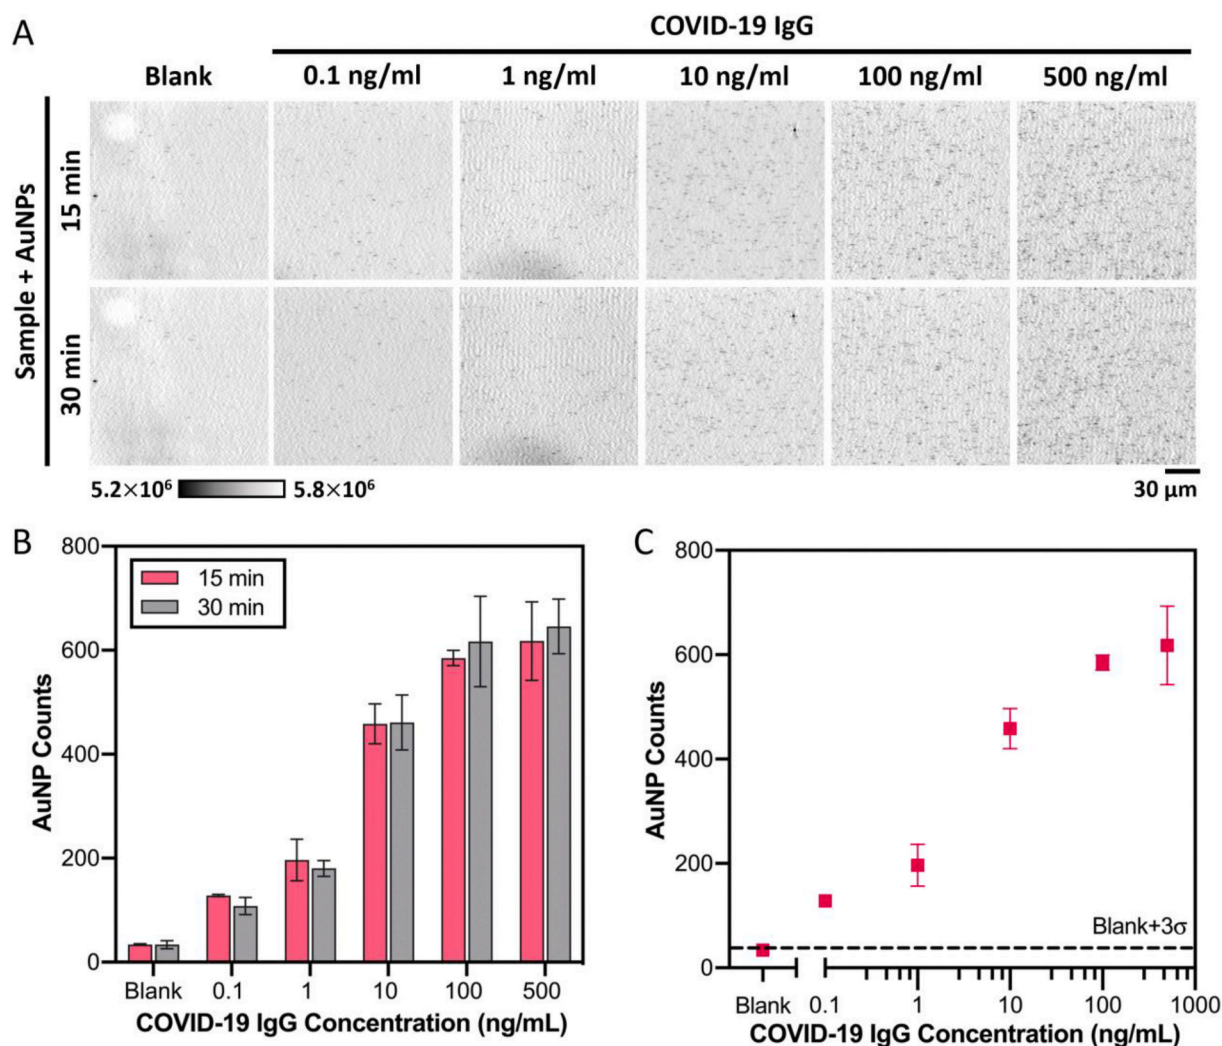 A
COVID-19 IgG
Blank
0.1 ng/ml
1 ng/ml
10 ng/ml
100 ng/ml
500 ng/ml
Sample + AuNPs
15 min
30 min
5.2×10⁶
5.8×10⁶
30 μm
B
800
600
400
200
0
AuNP Counts
15 min
30 min
Blank
0.1
1
10
100
500
COVID-19 IgG Concentration (ng/mL)
C
800
600
400
200
0
AuNP Counts
Blank+3σ
Blank
0.1
1
10
100
1000
COVID-19 IgG Concentration (ng/mL)